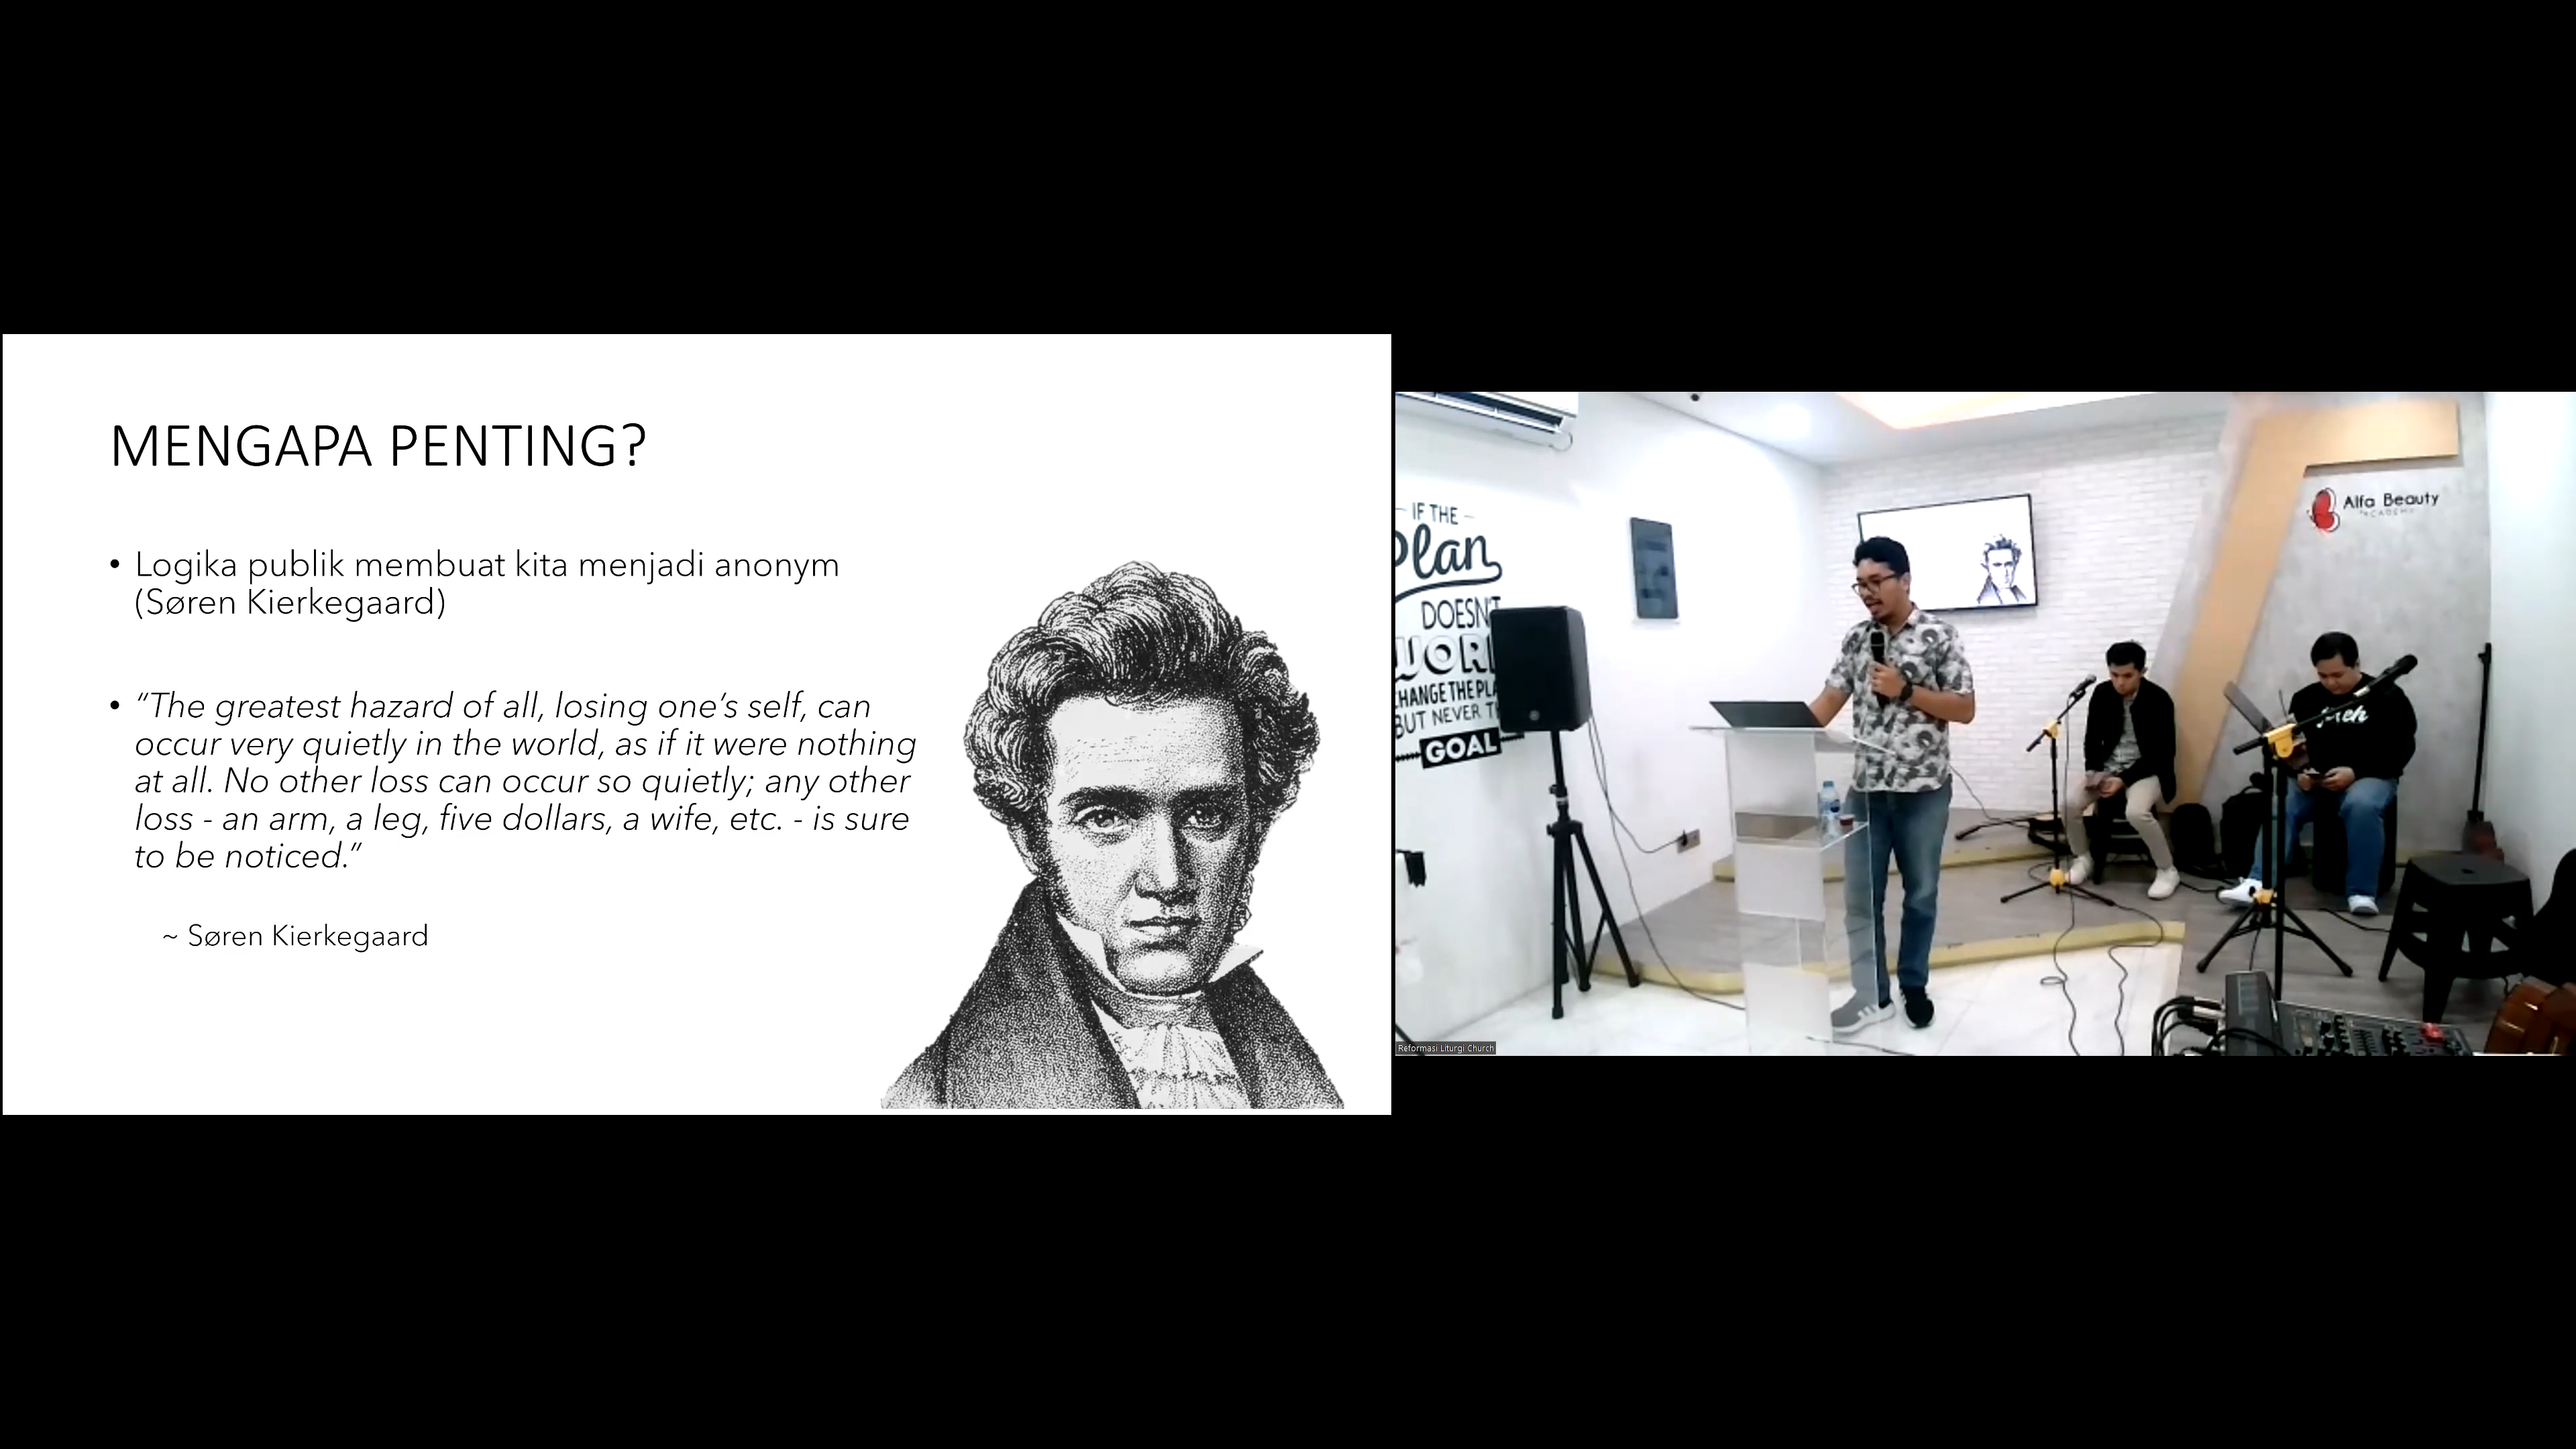 MENGAPA PENTING?
• Logika publik membuat kita menjadi anonym
(Søren Kierkegaard)
• “The greatest hazard of all, losing one’s self, can
occur very quietly in the world, as if it were nothing
at all. No other loss can occur so quietly; any other
loss - an arm, a leg, five dollars, a wife, etc. - is sure
to be noticed.”
~ Søren Kierkegaard
IF THE
Plan
DOESN'T
WOR
CHANGE THE PLA
BUT NEVER T
GOAL
Alfa Beauty
ACADEMY
Reformasi Liturgi Church